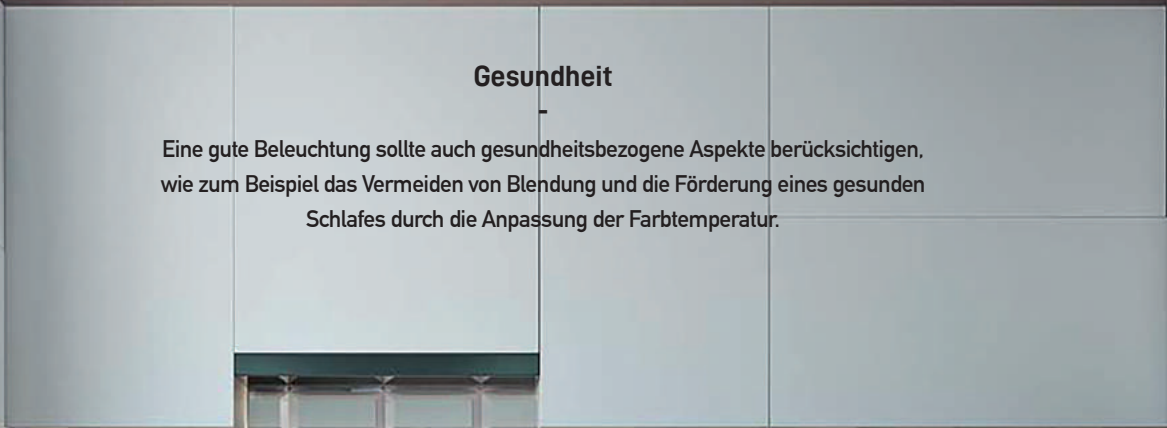 Gesundheit
-
Eine gute Beleuchtung sollte auch gesundheitsbezogene Aspekte berücksichtigen,
wie zum Beispiel das Vermeiden von Blendung und die Förderung eines gesunden
Schlafes durch die Anpassung der Farbtemperatur.